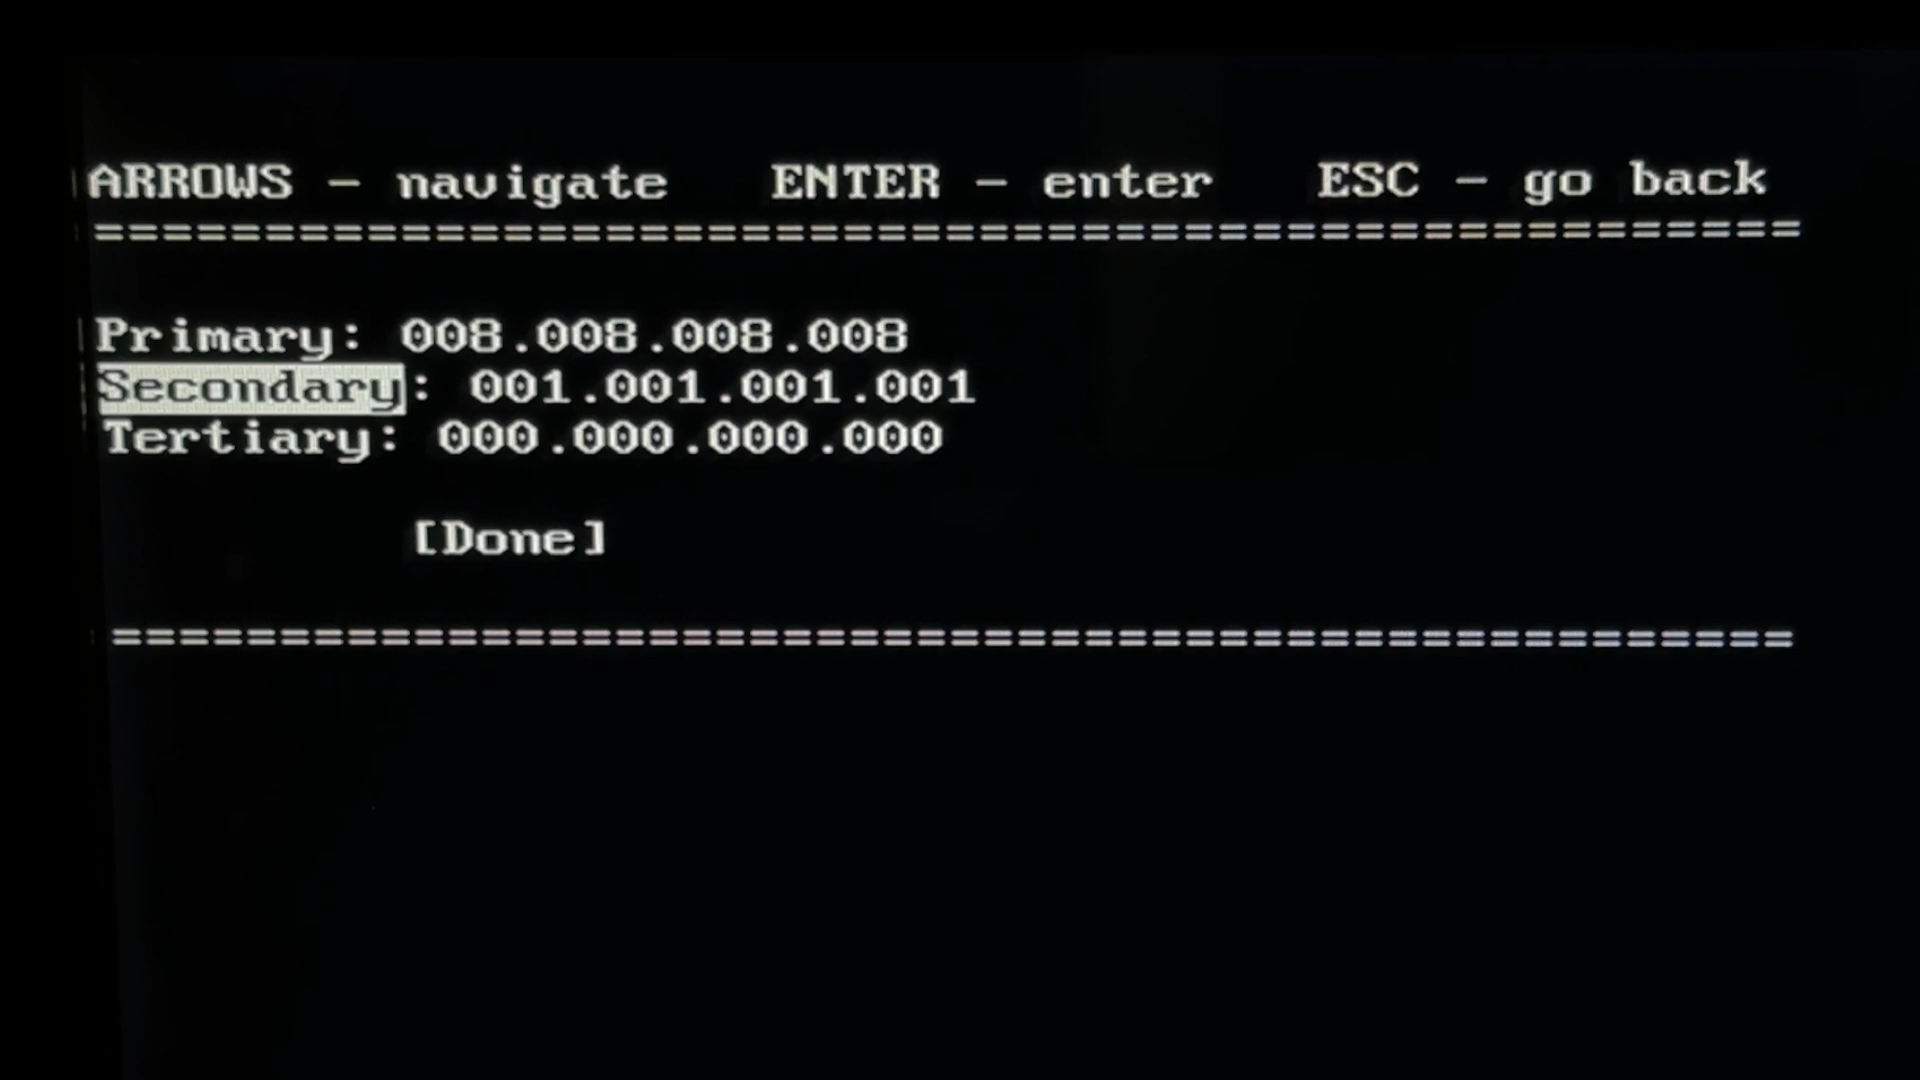 ARROWS - navigate   ENTER - enter   ESC - go back
==================================================
Primary: 008.008.008.008
Secondary: 001.001.001.001
Tertiary: 000.000.000.000
[Done]
==================================================